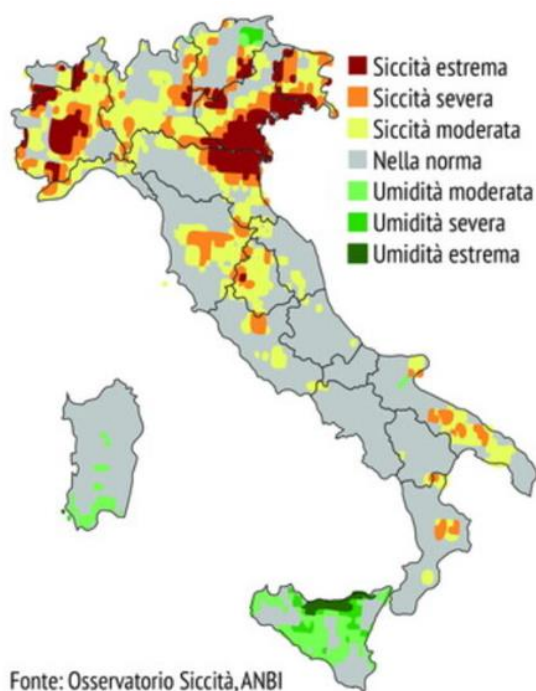 Siccità estrema
Siccità severa
Siccità moderata
Nella norma
Umidità moderata
Umidità severa
Umidità estrema
Fonte: Osservatorio Siccità, ANBI